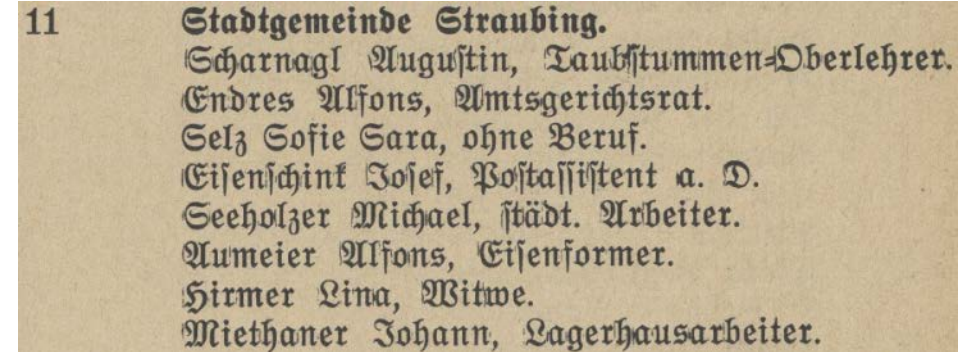 11 Stadtgemeinde Straubing.
Scharnagl Augustin, Taubstummen-Oberlehrer.
Endres Alfons, Amtsgerichtsrat.
Selz Sofie Sara, ohne Beruf.
Eisenschink Josef, Postassistent a. D.
Seeholzer Michael, städt. Arbeiter.
Aumeier Alfons, Eisenformer.
Hirmer Lina, Witwe.
Miethaner Johann, Lagerhausarbeiter.